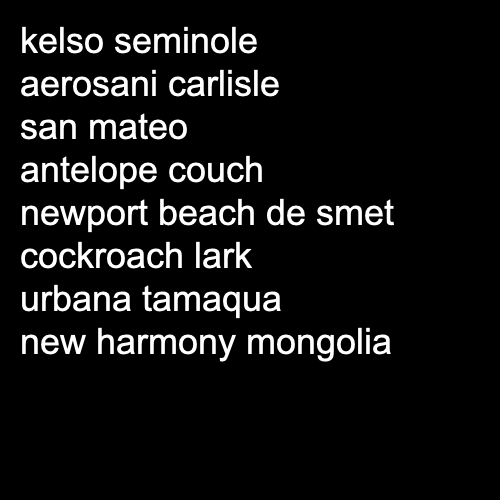 kelso seminole
aerosani carlisle
san mateo
antelope couch
newport beach de smet
cockroach lark
urbana tamaqua
new harmony mongolia